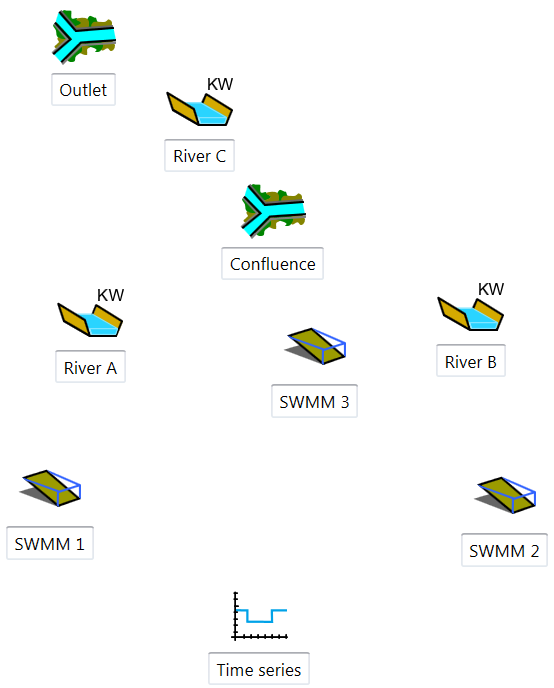 Outlet
KW
River C
Confluence
KW
River A
KW
River B
SWMM 3
SWMM 1
SWMM 2
Time series